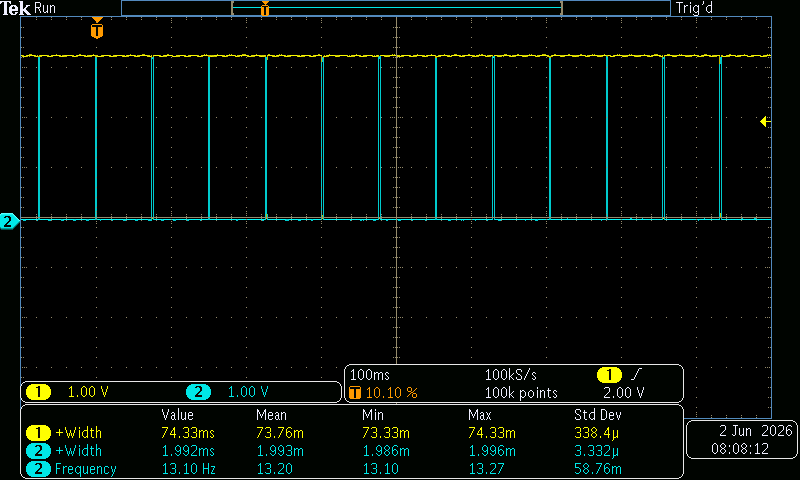 Tek Run Trig'd
T
T
2
100ms 100kS/s 1
1 1.00 V 2 1.00 V T 10.10 % 100k points 2.00 V
Value Mean Min Max Std Dev
1 +Width 74.33ms 73.76m 73.33m 74.33m 338.4µ
2 +Width 1.992ms 1.993m 1.986m 1.996m 3.332µ
2 Frequency 13.10 Hz 13.20 13.10 13.27 58.76m
2 Jun 2026
08:08:12